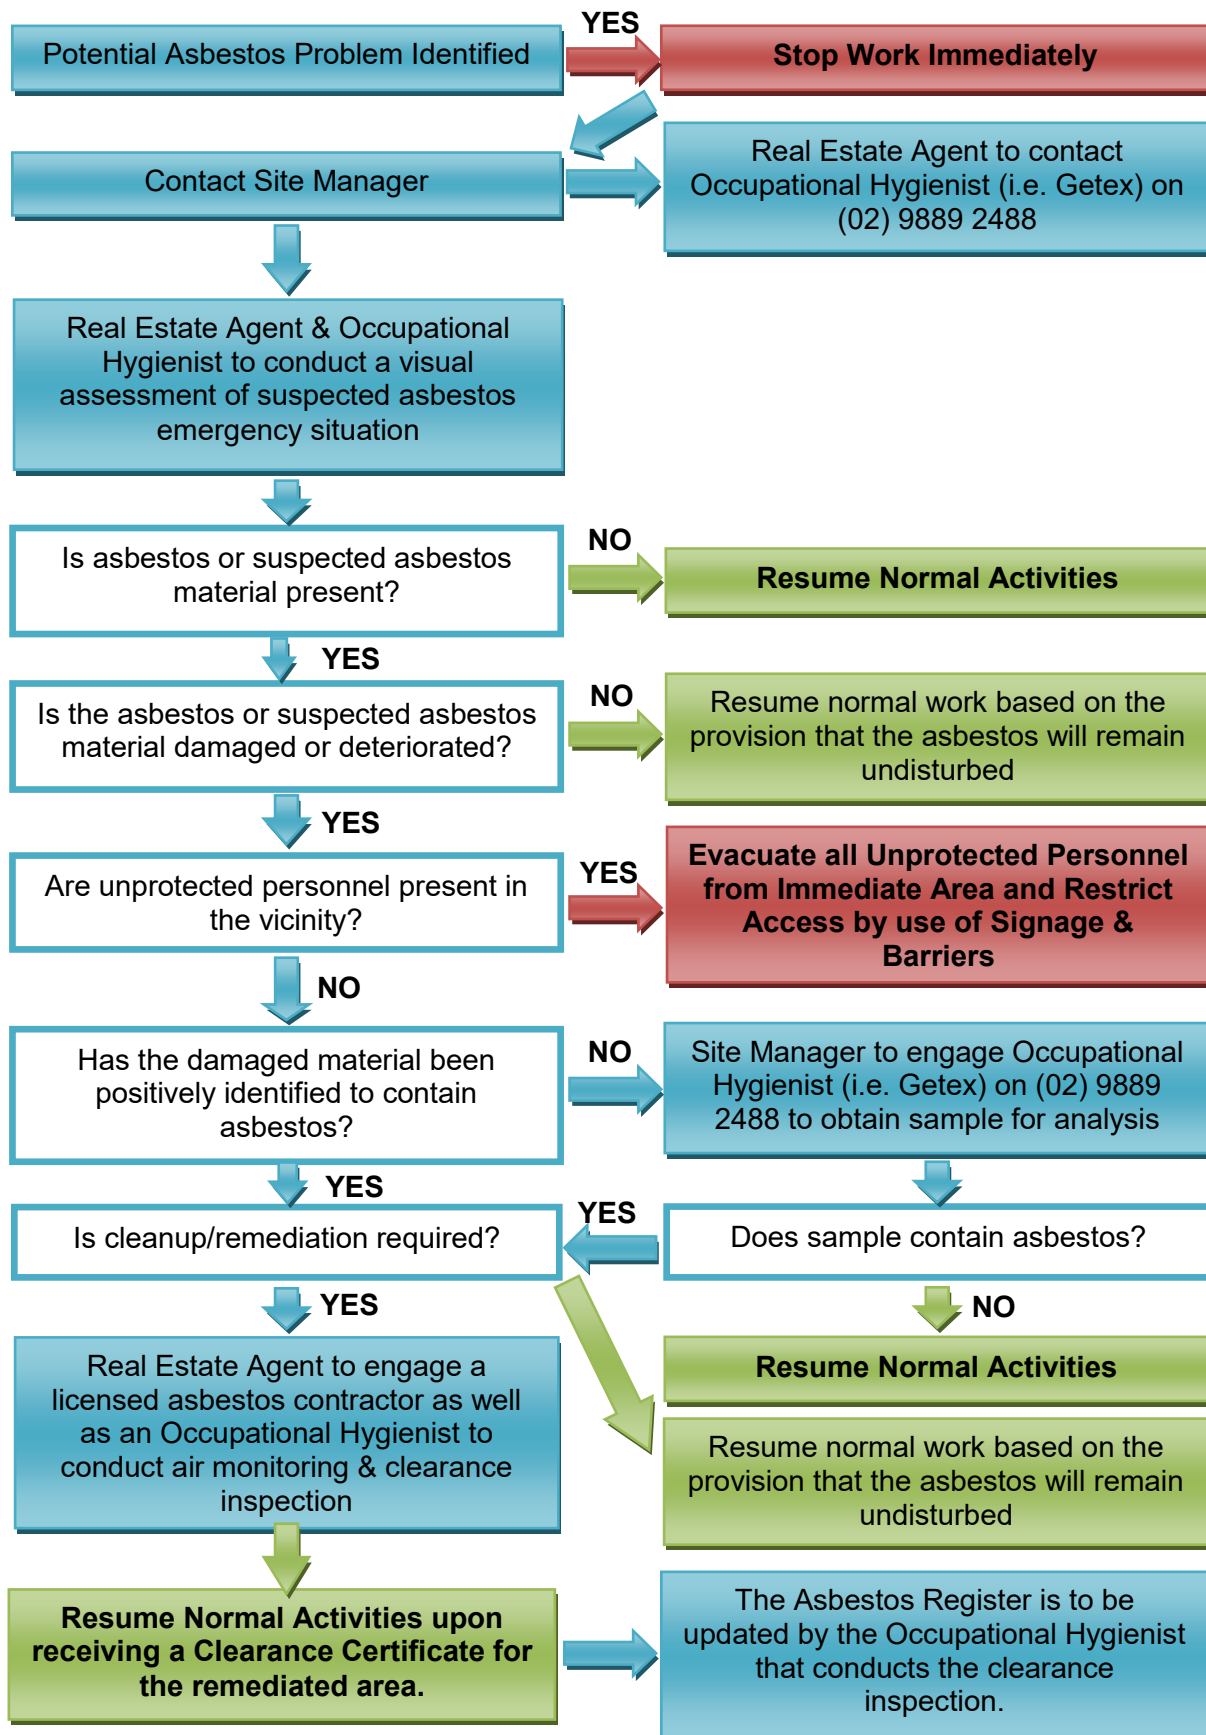 YES
Potential Asbestos Problem Identified
Stop Work Immediately
Contact Site Manager
Real Estate Agent to contact
Occupational Hygienist (i.e. Getex) on
(02) 9889 2488
Real Estate Agent & Occupational
Hygienist to conduct a visual
assessment of suspected asbestos
emergency situation
Is asbestos or suspected asbestos
material present?
NO
Resume Normal Activities
YES
Is the asbestos or suspected asbestos
material damaged or deteriorated?
NO
Resume normal work based on the
provision that the asbestos will remain
undisturbed
YES
Are unprotected personnel present in
the vicinity?
YES
Evacuate all Unprotected Personnel
from Immediate Area and Restrict
Access by use of Signage &
Barriers
NO
Has the damaged material been
positively identified to contain
asbestos?
NO
Site Manager to engage Occupational
Hygienist (i.e. Getex) on (02) 9889
2488 to obtain sample for analysis
YES
Is cleanup/remediation required?
YES
Does sample contain asbestos?
YES
NO
Real Estate Agent to engage a
licensed asbestos contractor as well
as an Occupational Hygienist to
conduct air monitoring & clearance
inspection
Resume Normal Activities
Resume normal work based on the
provision that the asbestos will remain
undisturbed
Resume Normal Activities upon
receiving a Clearance Certificate for
the remediated area.
The Asbestos Register is to be
updated by the Occupational Hygienist
that conducts the clearance
inspection.